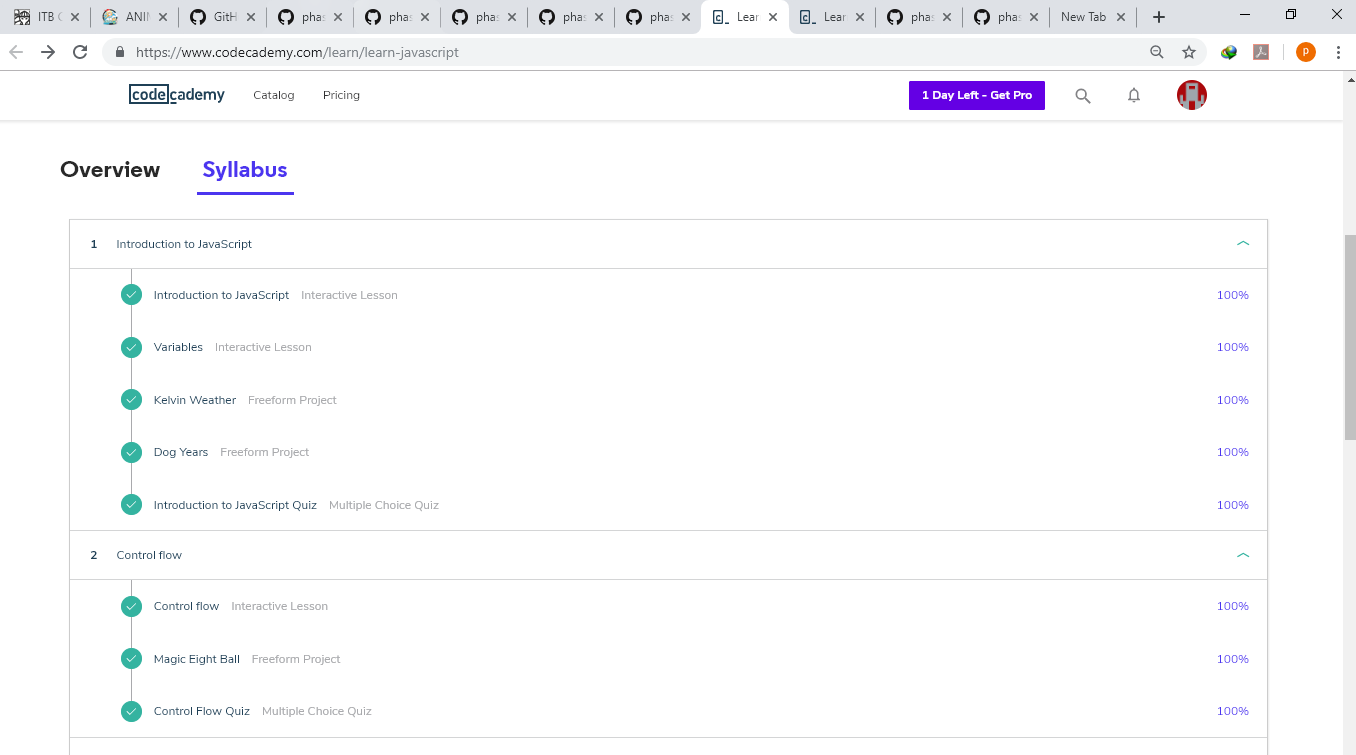 ITB
ANIM
GitH
phas
phas
phas
phas
phas
Lear
Lear
phas
phas
New Tab
https://www.codecademy.com/learn/learn-javascript
P
codecademy Catalog Pricing 1 Day Left - Get Pro
Overview Syllabus
1 Introduction to JavaScript
Introduction to JavaScript Interactive Lesson 100%
Variables Interactive Lesson 100%
Kelvin Weather Freeform Project 100%
Dog Years Freeform Project 100%
Introduction to JavaScript Quiz Multiple Choice Quiz 100%
2 Control flow
Control flow Interactive Lesson 100%
Magic Eight Ball Freeform Project 100%
Control Flow Quiz Multiple Choice Quiz 100%